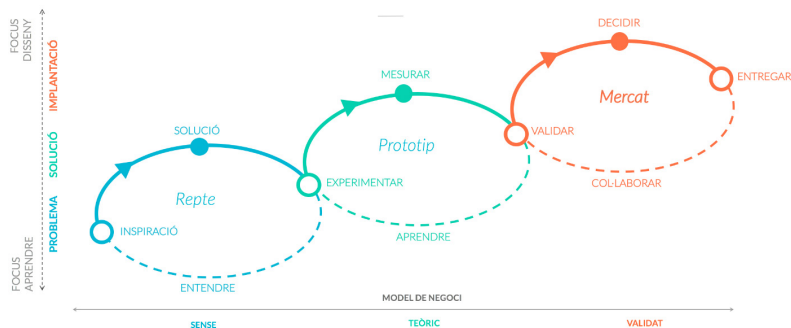 FOCUS
DISSENY
IMPLANTACIÓ
SOLUCIÓ
PROBLEMA
FOCUS
APRENDRE
DECIDIR
ENTREGAR
Mercat
VALIDAR
COL·LABORAR
MESURAR
Prototip
EXPERIMENTAR
APRENDRE
SOLUCIÓ
Repte
INSPIRACIÓ
ENTENDRE
MODEL DE NEGOCI
SENSE
TEÒRIC
VALIDAT